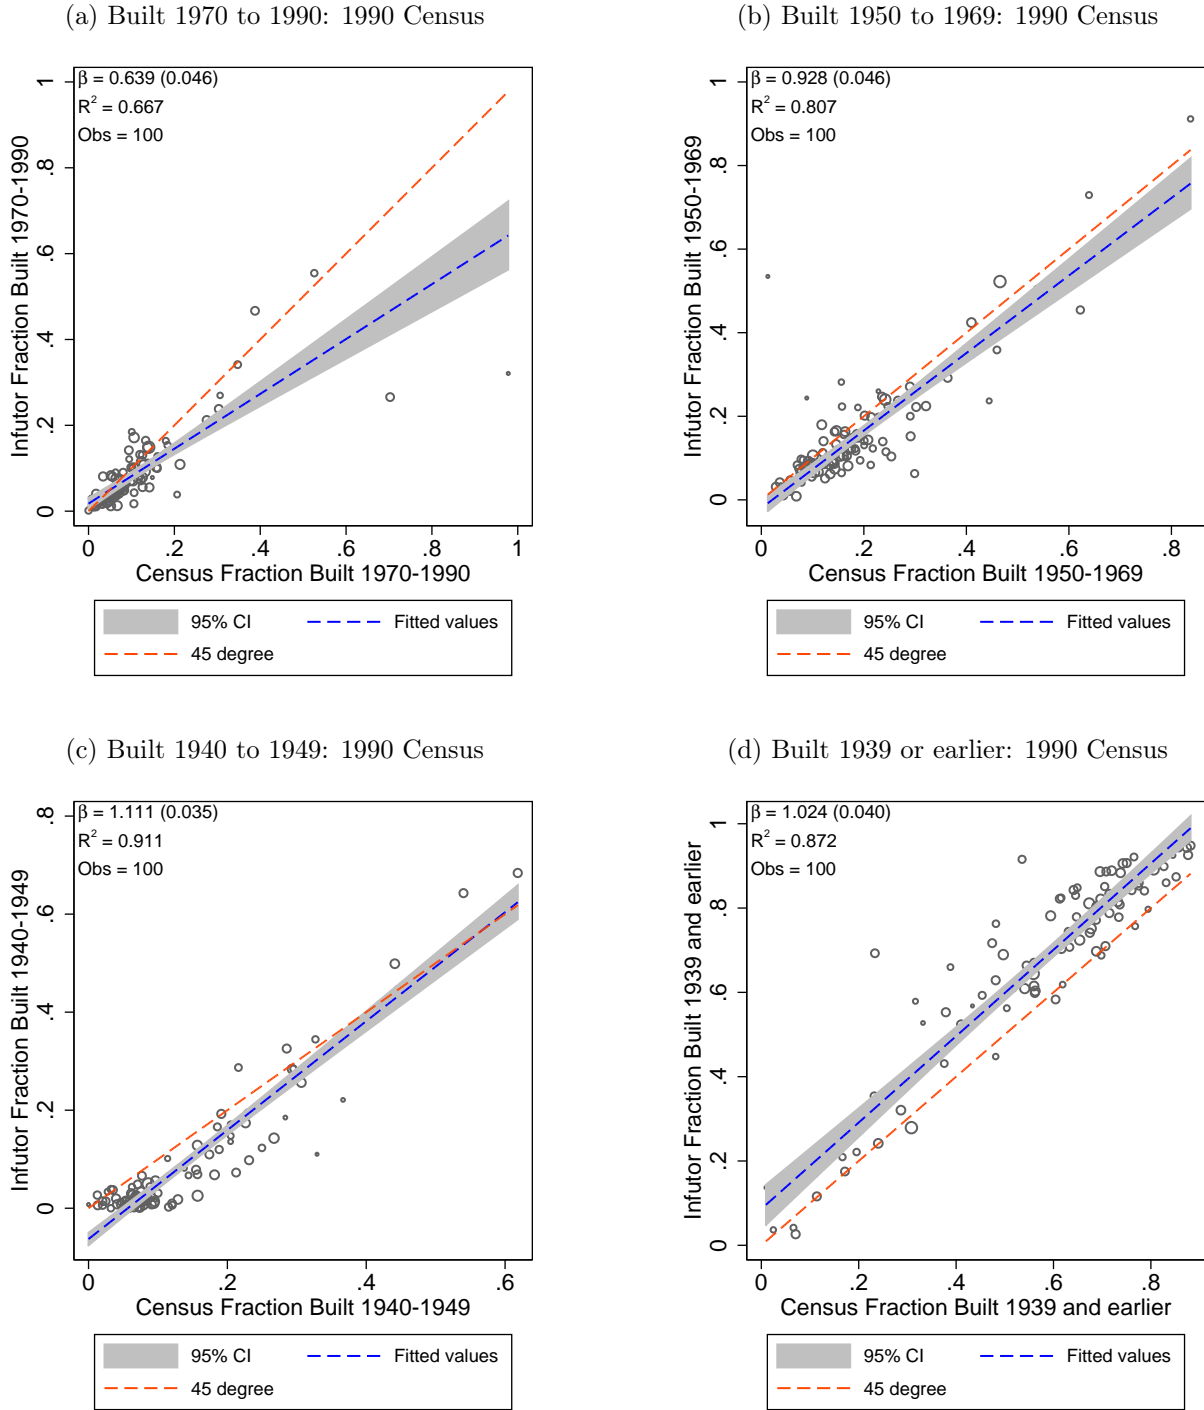 (a) Built 1970 to 1990: 1990 Census
β = 0.639 (0.046)
R² = 0.667
Obs = 100
Infutor Fraction Built 1970-1990
1
.8
.6
.4
.2
0
0 .2 .4 .6 .8 1
Census Fraction Built 1970-1990
95% CI Fitted values
45 degree
(b) Built 1950 to 1969: 1990 Census
β = 0.928 (0.046)
R² = 0.807
Obs = 100
Infutor Fraction Built 1950-1969
1
.8
.6
.4
.2
0
0 .2 .4 .6 .8
Census Fraction Built 1950-1969
95% CI Fitted values
45 degree
(c) Built 1940 to 1949: 1990 Census
β = 1.111 (0.035)
R² = 0.911
Obs = 100
Infutor Fraction Built 1940-1949
.8
.6
.4
.2
0
0 .2 .4 .6
Census Fraction Built 1940-1949
95% CI Fitted values
45 degree
(d) Built 1939 or earlier: 1990 Census
β = 1.024 (0.040)
R² = 0.872
Obs = 100
Infutor Fraction Built 1939 and earlier
1
.8
.6
.4
.2
0
0 .2 .4 .6 .8
Census Fraction Built 1939 and earlier
95% CI Fitted values
45 degree